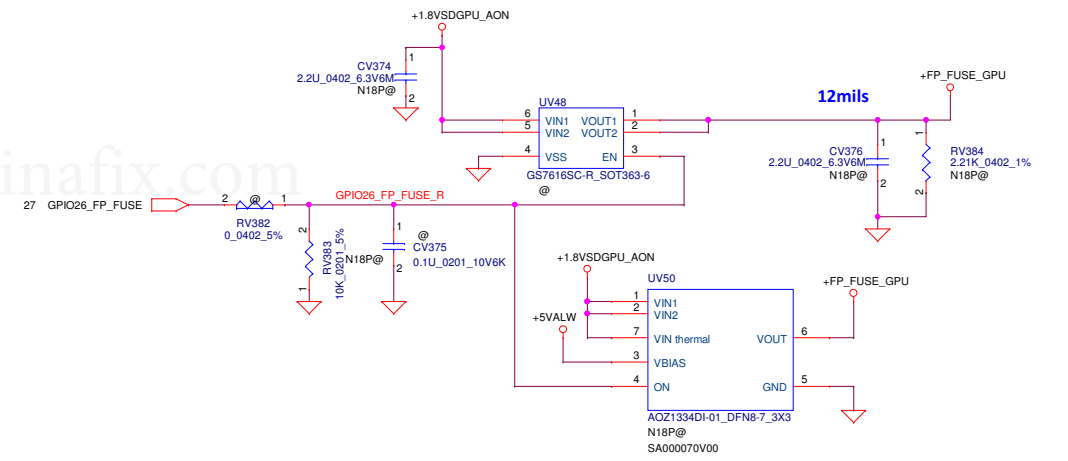 +1.8VSDGPU_AON
CV374
2.2U_0402_6.3V6M
N18P@
1
2
UV48
6 VIN1 VOUT1 1
5 VIN2 VOUT2 2
4 VSS EN 3
GS7616SC-R_SOT363-6
@
12mils
+FP_FUSE_GPU
CV376
2.2U_0402_6.3V6M
N18P@
1
2
1
2
RV384
2.21K_0402_1%
N18P@
inafix.com
27 GPIO26_FP_FUSE
2 @ 1
RV382
0_0402_5%
GPIO26_FP_FUSE_R
2
1
RV383
10K_0201_5%
N18P@
1
2
@
CV375
0.1U_0201_10V6K
+1.8VSDGPU_AON
+5VALW
UV50
1 VIN1
2 VIN2
7 VIN thermal
3 VBIAS
4 ON
VOUT 6
GND 5
+FP_FUSE_GPU
AOZ1334DI-01_DFN8-7_3X3
N18P@
SA000070V00